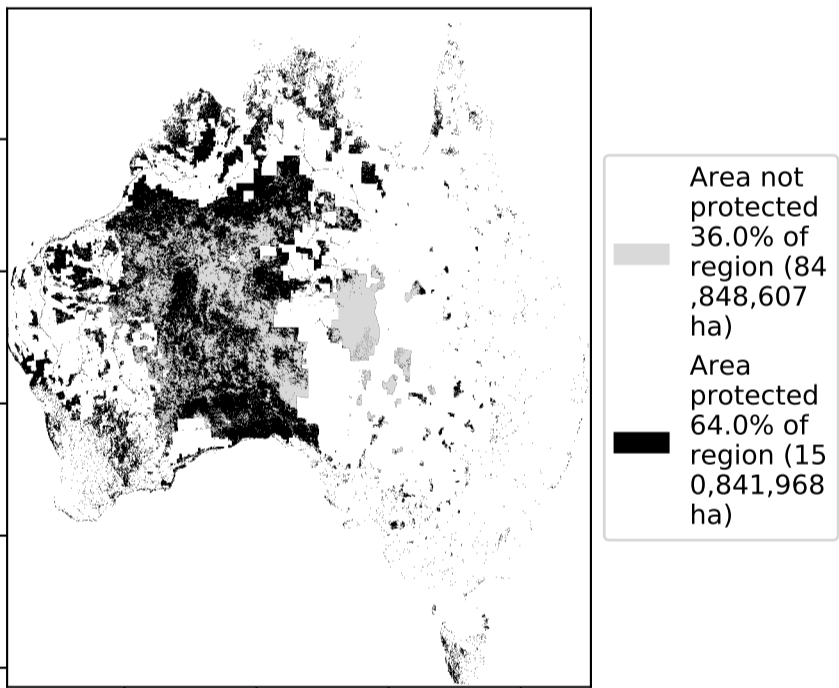 Area not
protected
36.0% of
region (84
,848,607
ha)
Area
protected
64.0% of
region (15
0,841,968
ha)